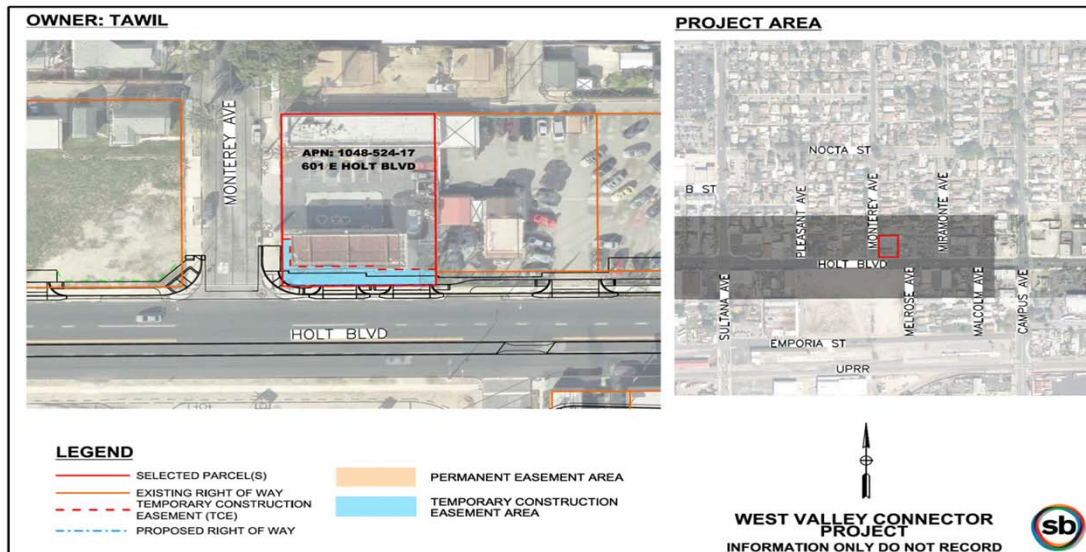 OWNER: TAWIL
MONTEREY AVE
APN: 1048-524-17
601 E HOLT BLVD
HOLT BLVD
PROJECT AREA
NOCTA ST
B ST
PLEASANT AVE
MONTEREY AVE
MIRAMONTE AVE
HOLT BLVD
SULTANA AVE
MELROSE AVE
MALCOLM AVE
CAMPUS AVE
EMPORIA ST
UPRR
LEGEND
SELECTED PARCEL(S)
EXISTING RIGHT OF WAY
TEMPORARY CONSTRUCTION
EASEMENT (TCE)
PROPOSED RIGHT OF WAY
PERMANENT EASEMENT AREA
TEMPORARY CONSTRUCTION
EASEMENT AREA
WEST VALLEY CONNECTOR
PROJECT
INFORMATION ONLY DO NOT RECORD
sb